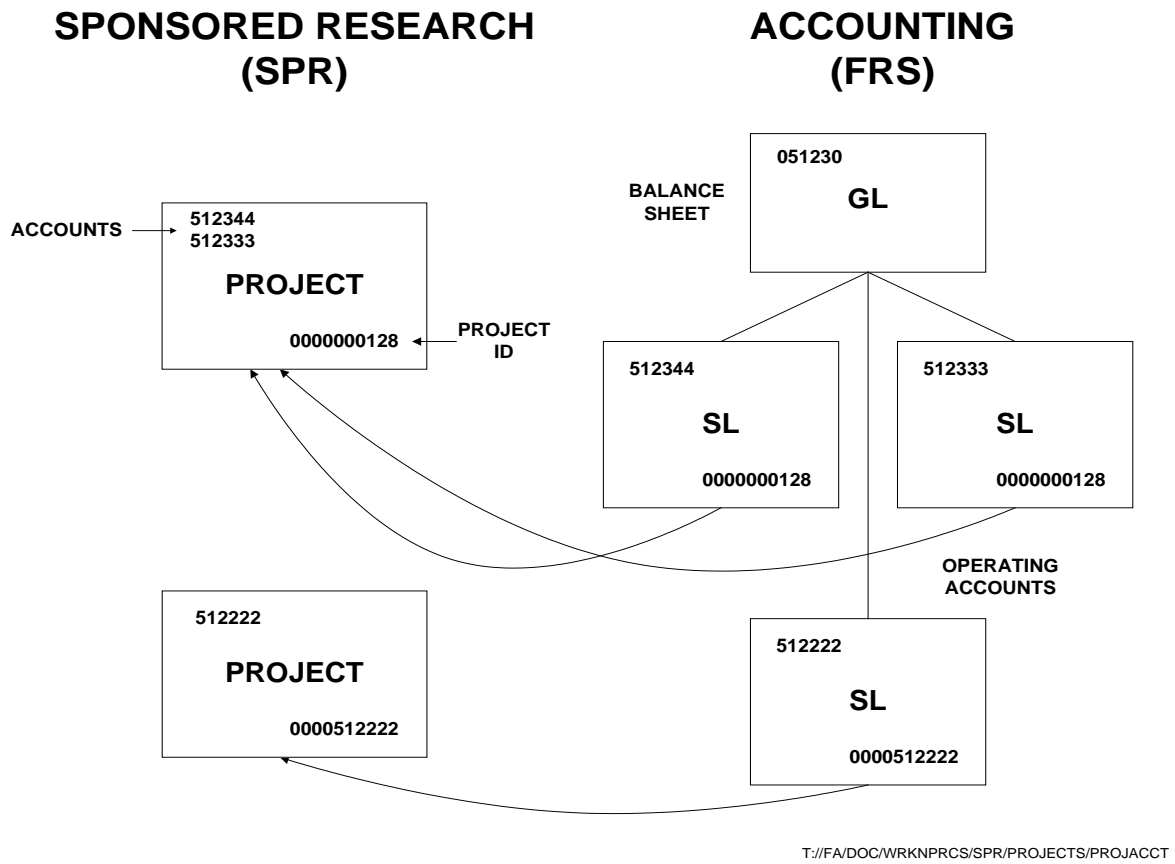 SPONSORED RESEARCH
(SPR)
ACCOUNTING
(FRS)
051230
GL
BALANCE
SHEET
ACCOUNTS
512344
512333
PROJECT
0000000128
PROJECT
ID
512344
SL
0000000128
512333
SL
0000000128
OPERATING
ACCOUNTS
512222
PROJECT
0000512222
512222
SL
0000512222
T://FA/DOC/WRKNPRCS/SPR/PROJECTS/PROJACCT